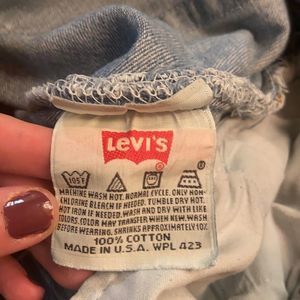 LEVI'S
105F
MACHINE WASH HOT. NORMAL CYCLE. ONLY NON-
CHLORINE BLEACH IF NEEDED. TUMBLE DRY HOT.
HOT IRON IF NEEDED. WASH AND DRY WITH LIKE
COLORS. COLOR MAY TRANSFER WHEN NEW. WASH
BEFORE WEARING. SHRINKS APPROXIMATELY 10%
100% COTTON
MADE IN U.S.A. WPL 423